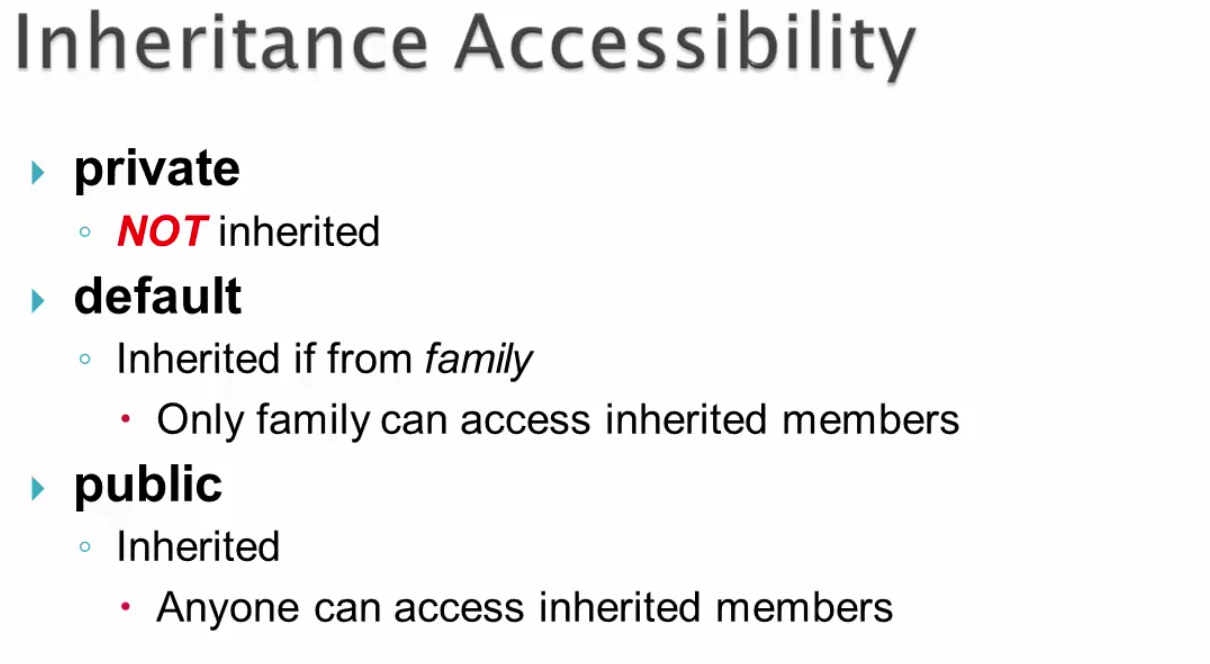 Inheritance Accessibility
private
NOT inherited
default
Inherited if from family
Only family can access inherited members
public
Inherited
Anyone can access inherited members